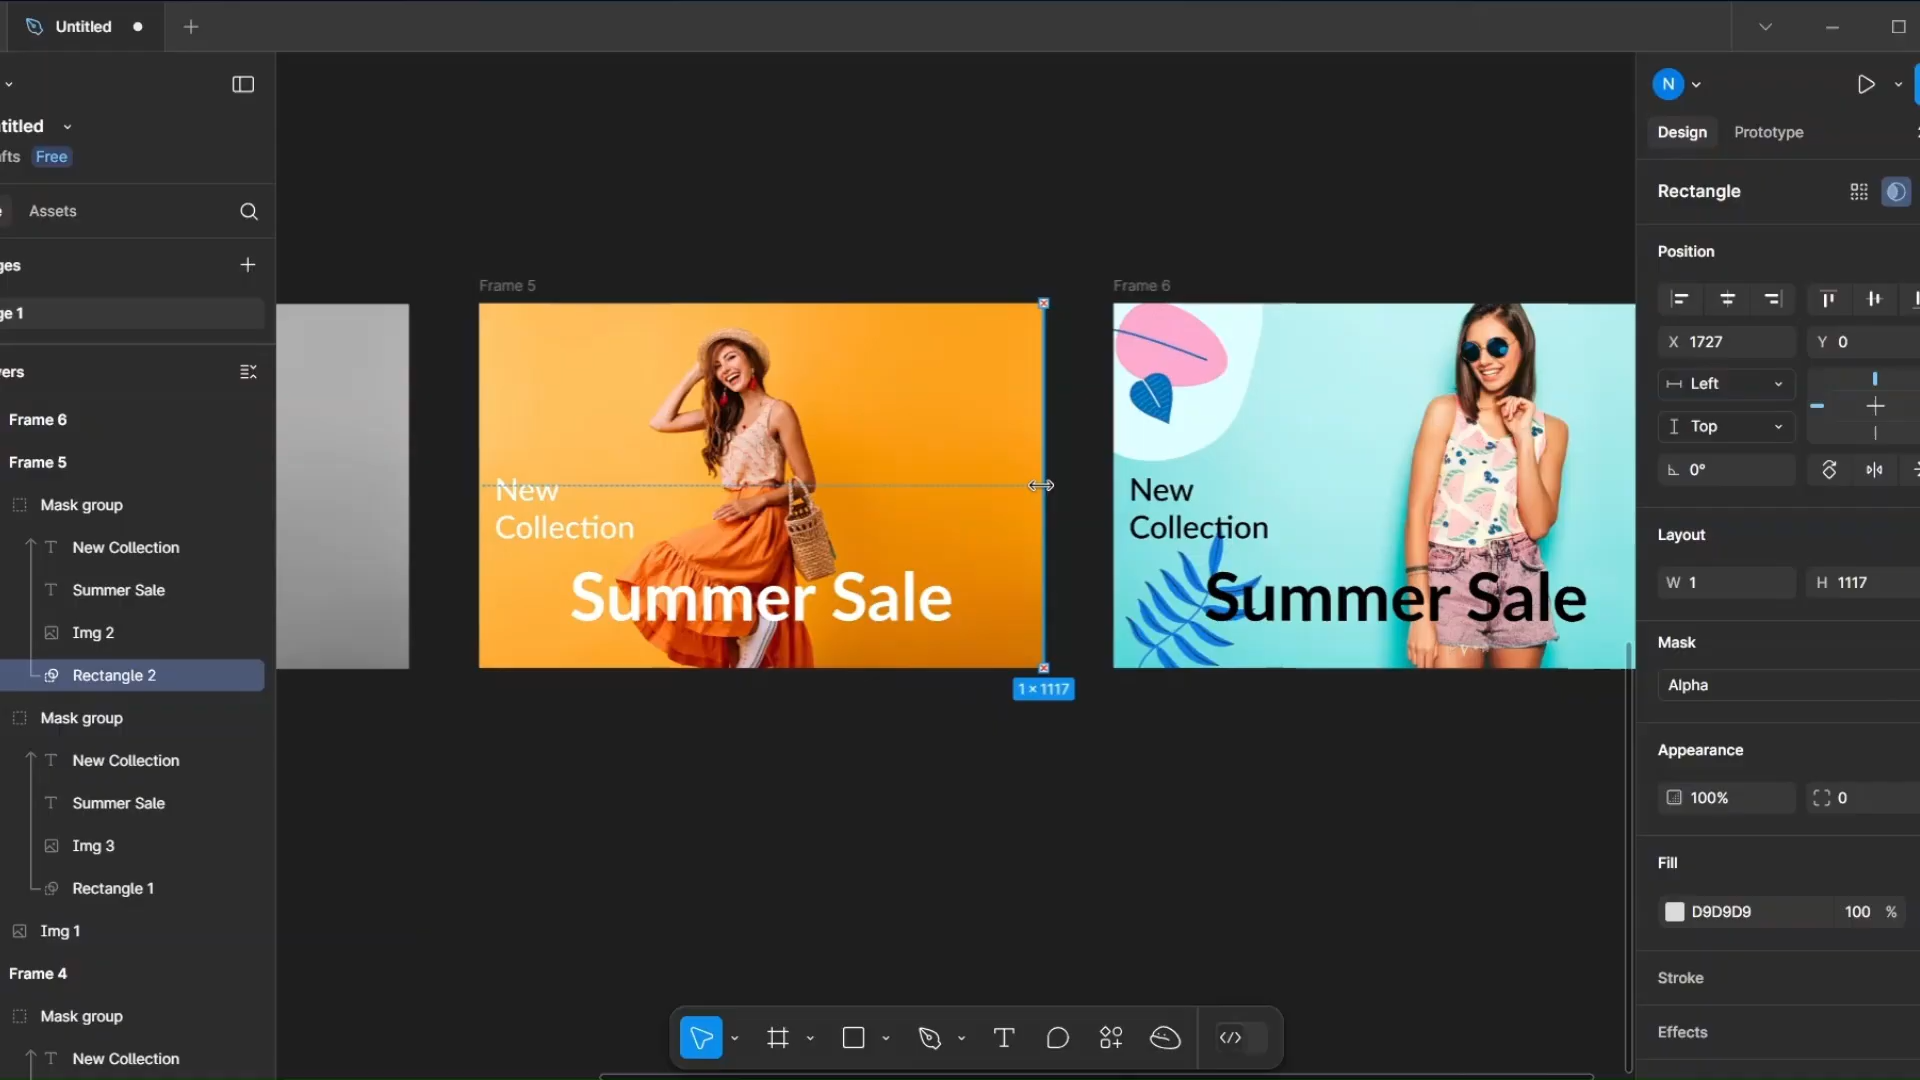 Untitled
N
Design Prototype
titled
fts Free
Assets
ges
ge 1
ers
Frame 6
Frame 5
Mask group
New Collection
Summer Sale
Img 2
Rectangle 2
Mask group
New Collection
Summer Sale
Img 3
Rectangle 1
Img 1
Frame 4
Mask group
New Collection
Frame 5
New
Collection
Summer Sale
1 × 1117
Frame 6
New
Collection
Summer Sale
Rectangle
Position
X 1727 Y 0
Left
Top
0°
Layout
W 1 H 1117
Mask
Alpha
Appearance
100% 0
Fill
D9D9D9 100 %
Stroke
Effects